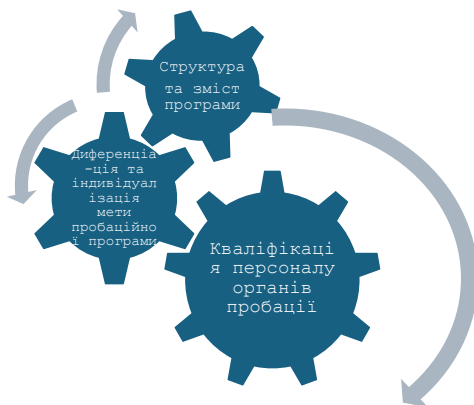 Структура
та зміст
програми
Диференціа
-ція та
індивідуал
ізація
мети
пробаційно
ї програми
Кваліфікаці
я персоналу
органів
пробації